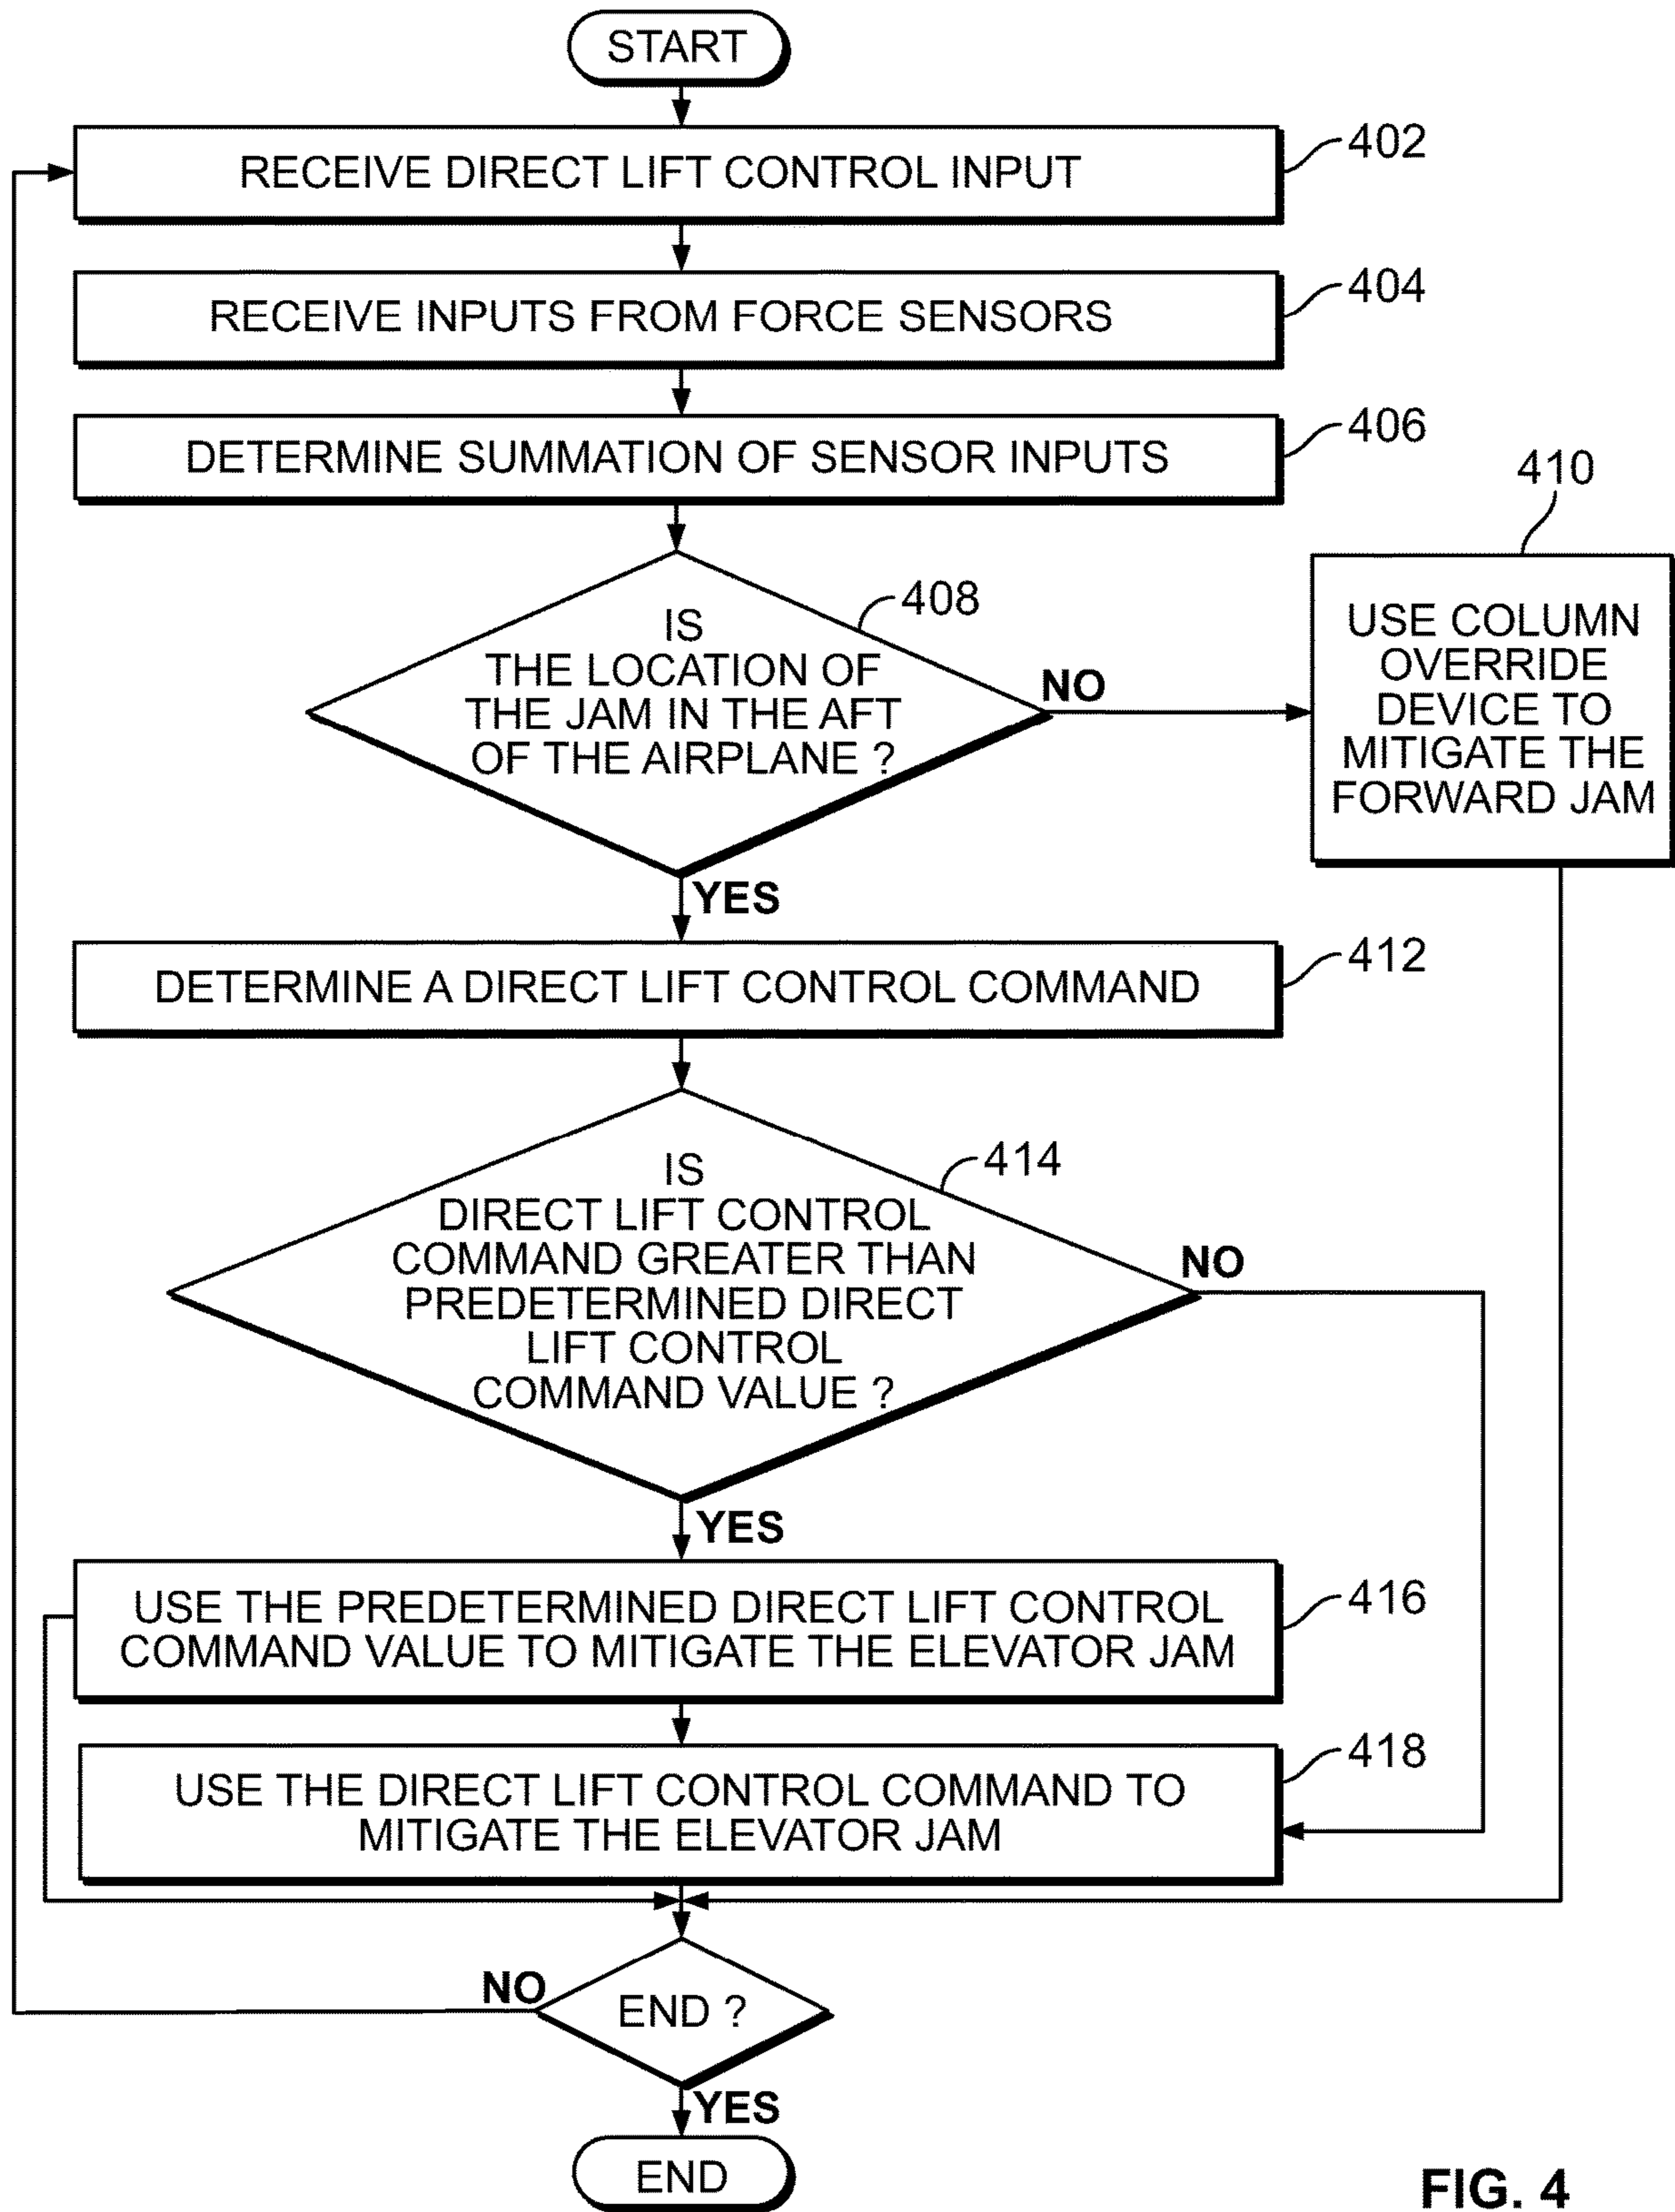 START
RECEIVE DIRECT LIFT CONTROL INPUT
402
RECEIVE INPUTS FROM FORCE SENSORS
404
DETERMINE SUMMATION OF SENSOR INPUTS
406
IS
THE LOCATION OF
THE JAM IN THE AFT
OF THE AIRPLANE ?
408
NO
410
USE COLUMN
OVERRIDE
DEVICE TO
MITIGATE THE
FORWARD JAM
YES
DETERMINE A DIRECT LIFT CONTROL COMMAND
412
IS
DIRECT LIFT CONTROL
COMMAND GREATER THAN
PREDETERMINED DIRECT
LIFT CONTROL
COMMAND VALUE ?
414
NO
YES
USE THE PREDETERMINED DIRECT LIFT CONTROL
COMMAND VALUE TO MITIGATE THE ELEVATOR JAM
416
USE THE DIRECT LIFT CONTROL COMMAND TO
MITIGATE THE ELEVATOR JAM
418
NO
END ?
YES
END
FIG. 4